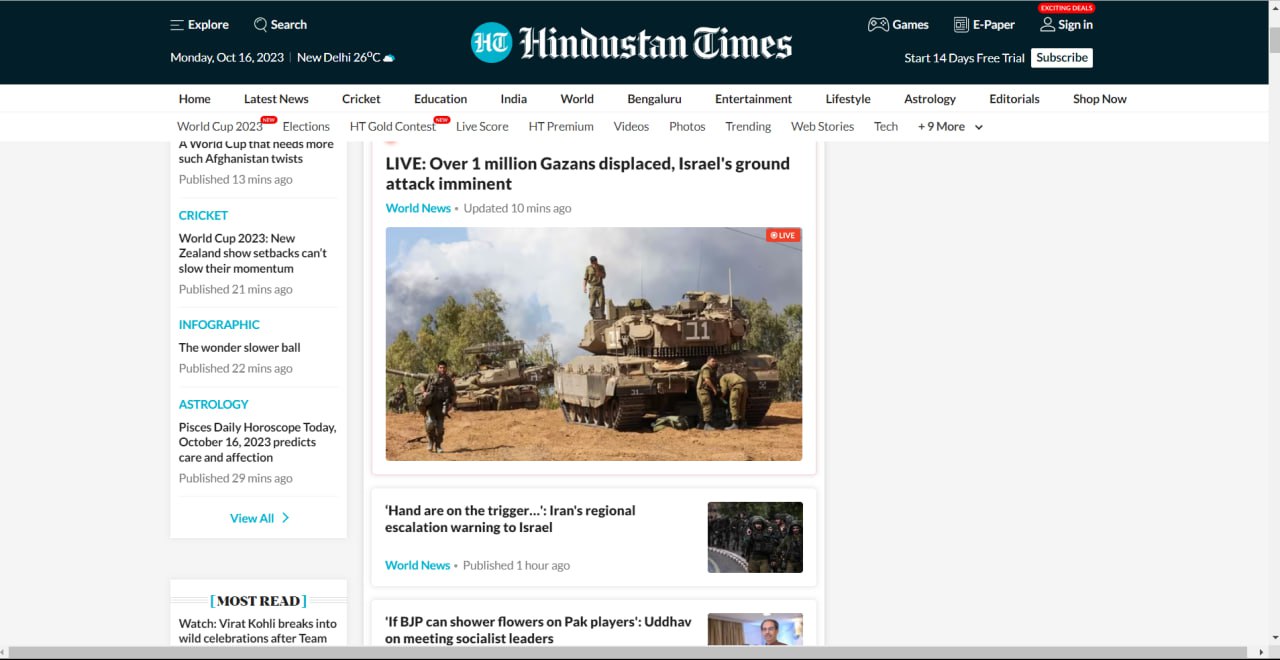 EXCITING DEALS
Explore
Search
HT Hindustan Times
Games
E-Paper
Sign in
Monday, Oct 16, 2023 | New Delhi 26⁰C
Start 14 Days Free Trial
Subscribe
Home
Latest News
Cricket
Education
India
World
Bengaluru
Entertainment
Lifestyle
Astrology
Editorials
Shop Now
World Cup 2023 NEW
Elections
HT Gold Contest NEW
Live Score
HT Premium
Videos
Photos
Trending
Web Stories
Tech
+ 9 More
A World Cup that needs more
such Afghanistan twists
Published 13 mins ago
CRICKET
World Cup 2023: New
Zealand show setbacks can't
slow their momentum
Published 21 mins ago
INFOGRAPHIC
The wonder slower ball
Published 22 mins ago
ASTROLOGY
Pisces Daily Horoscope Today,
October 16, 2023 predicts
care and affection
Published 29 mins ago
View All
[MOST READ]
Watch: Virat Kohli breaks into
wild celebrations after Team
LIVE: Over 1 million Gazans displaced, Israel's ground
attack imminent
World News • Updated 10 mins ago
LIVE
11
'Hand are on the trigger...': Iran's regional
escalation warning to Israel
World News • Published 1 hour ago
'If BJP can shower flowers on Pak players': Uddhav
on meeting socialist leaders